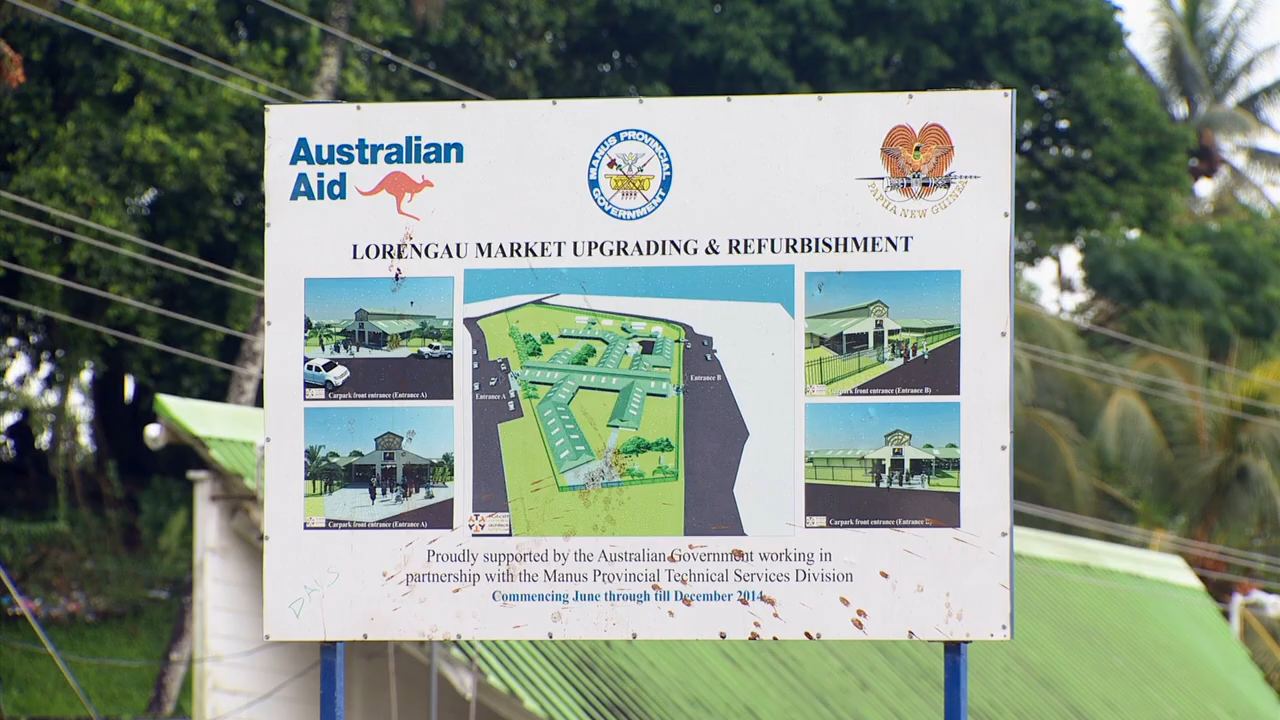 Australian
Aid
MANUS PROVINCIAL
GOVERNMENT
PAPUA NEW GUINEA
LORENGAU MARKET UPGRADING & REFURBISHMENT
Carpark front entrance (Entrance A)
Carpark front entrance (Entrance A)
Entrance A
Entrance B
Carpark front entrance (Entrance B)
Carpark front entrance (Entrance B)
Proudly supported by the Australian Government working in
partnership with the Manus Provincial Technical Services Division
Commencing June through till December 2014
DAVS